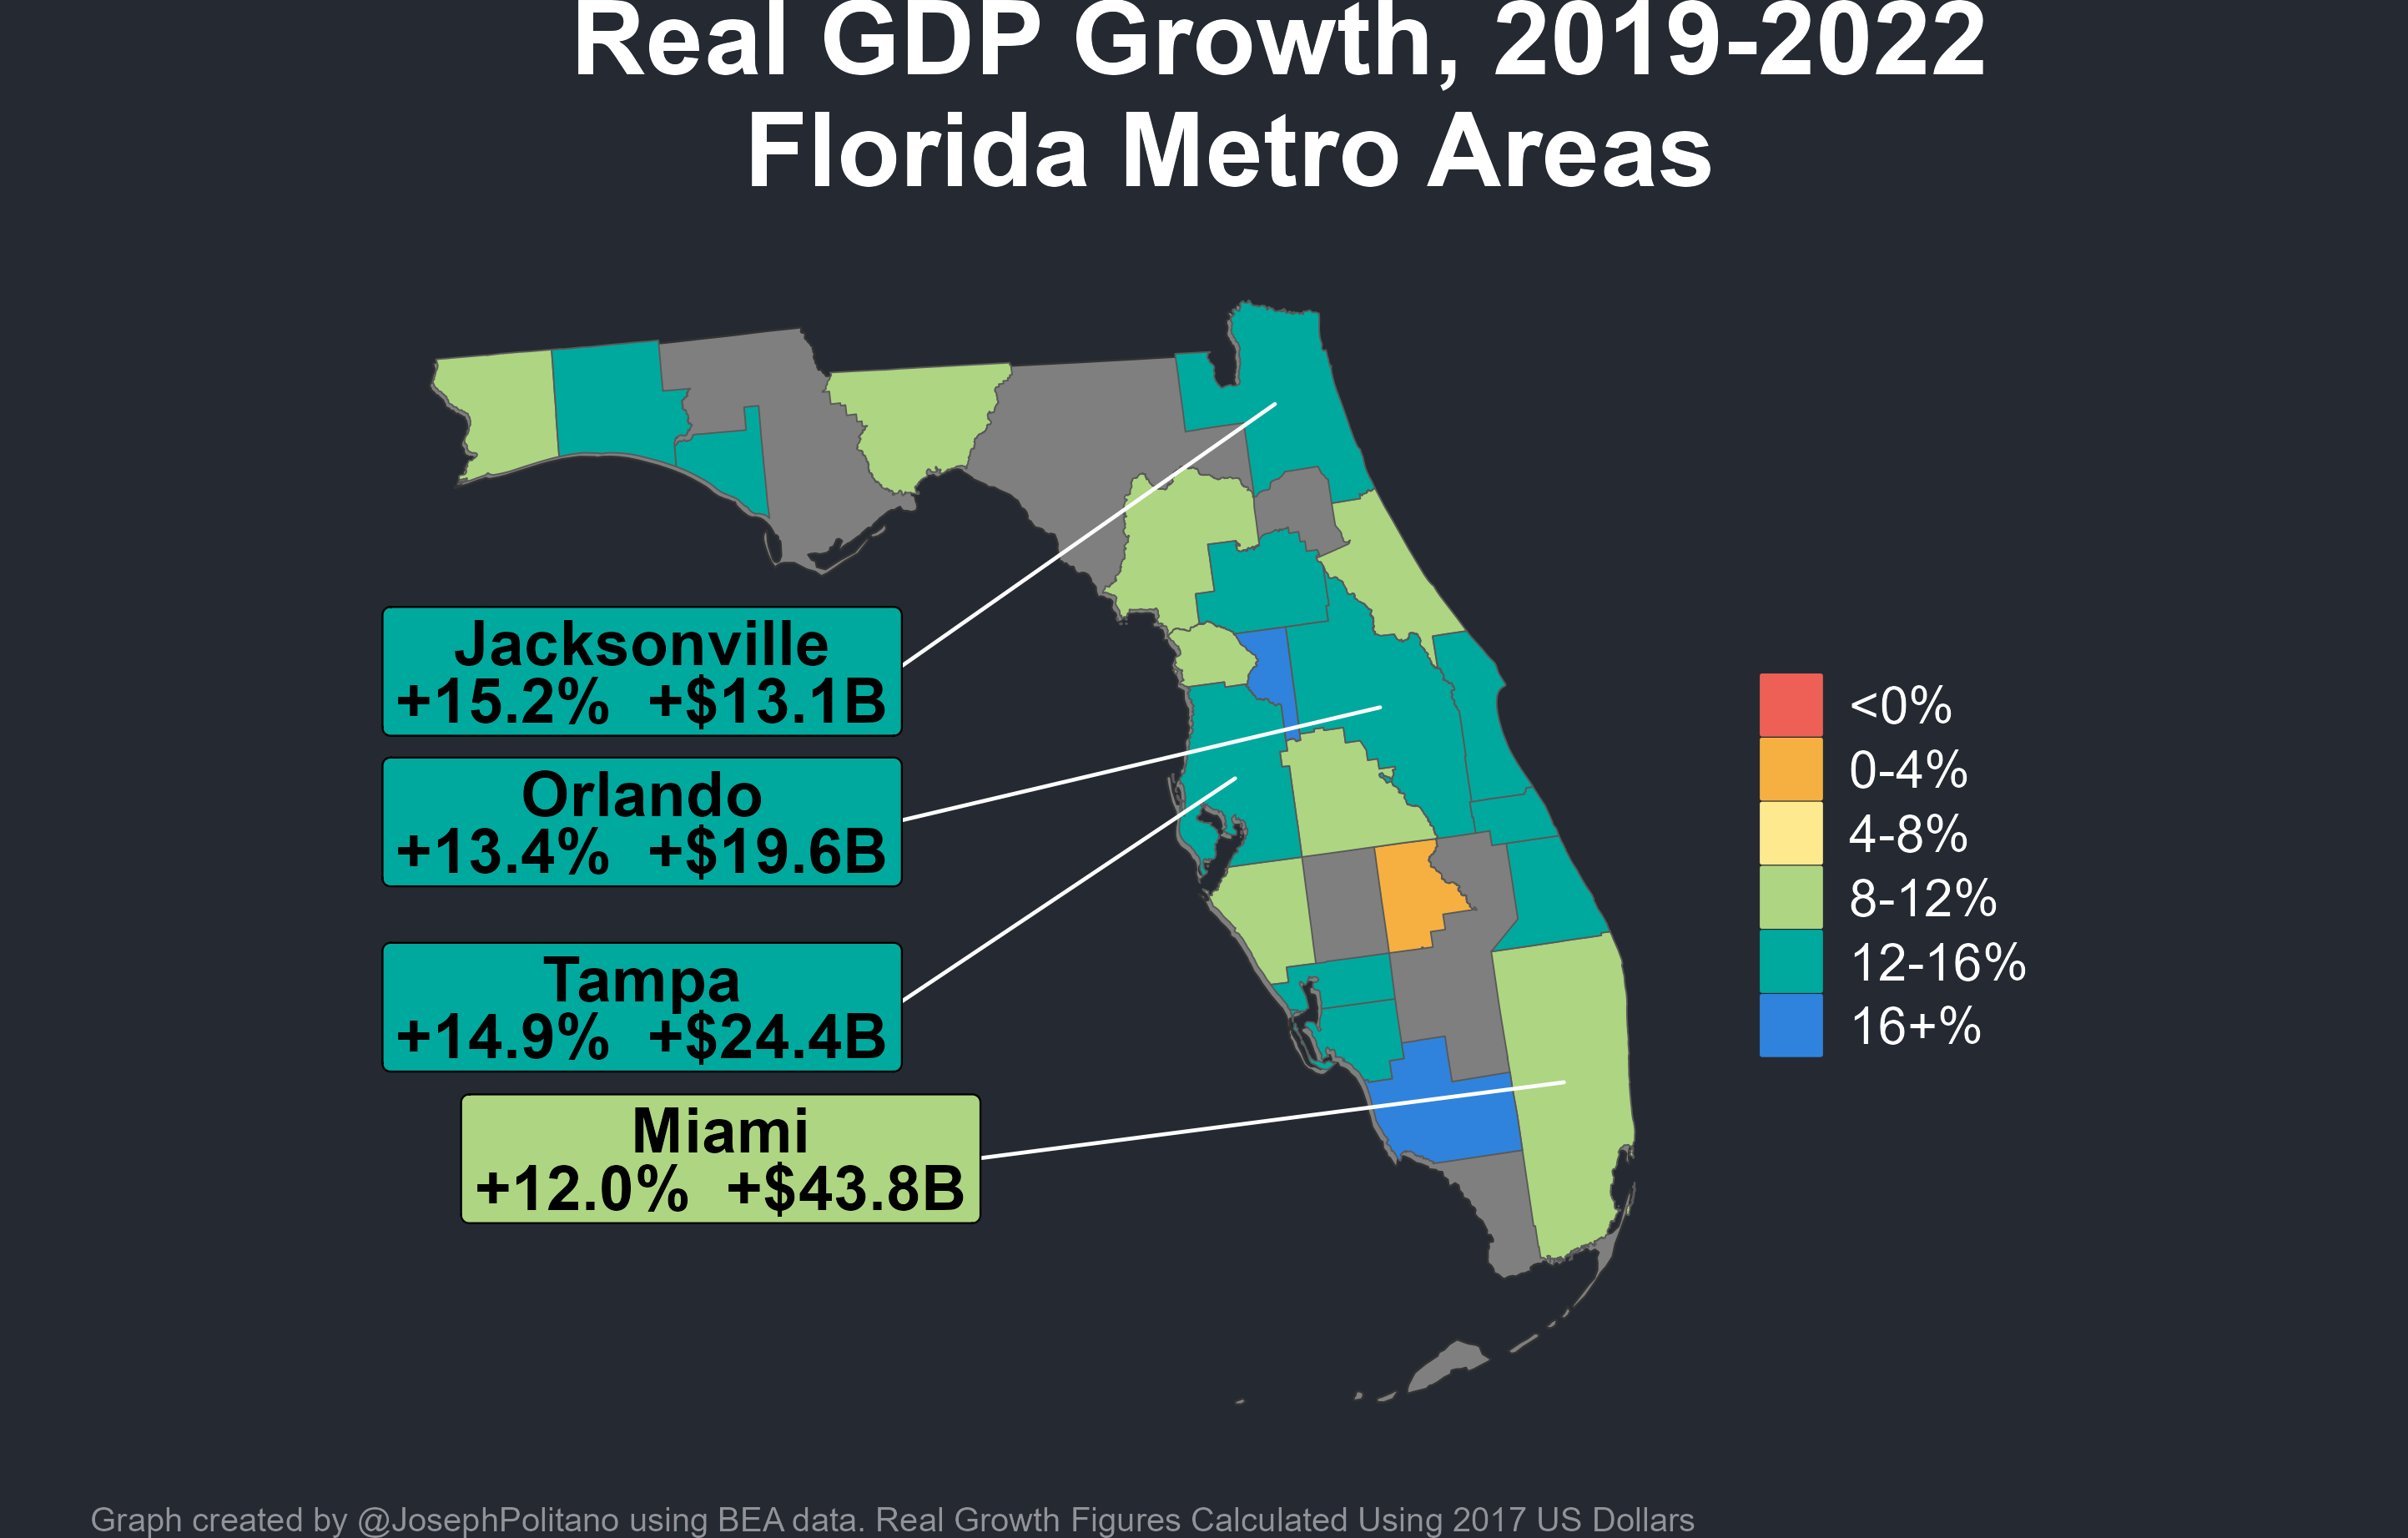 Real GDP Growth, 2019-2022
Florida Metro Areas
Jacksonville
+15.2% +$13.1B
Orlando
+13.4% +$19.6B
Tampa
+14.9% +$24.4B
Miami
+12.0% +$43.8B
<0%
0-4%
4-8%
8-12%
12-16%
16+%
Graph created by @JosephPolitano using BEA data. Real Growth Figures Calculated Using 2017 US Dollars